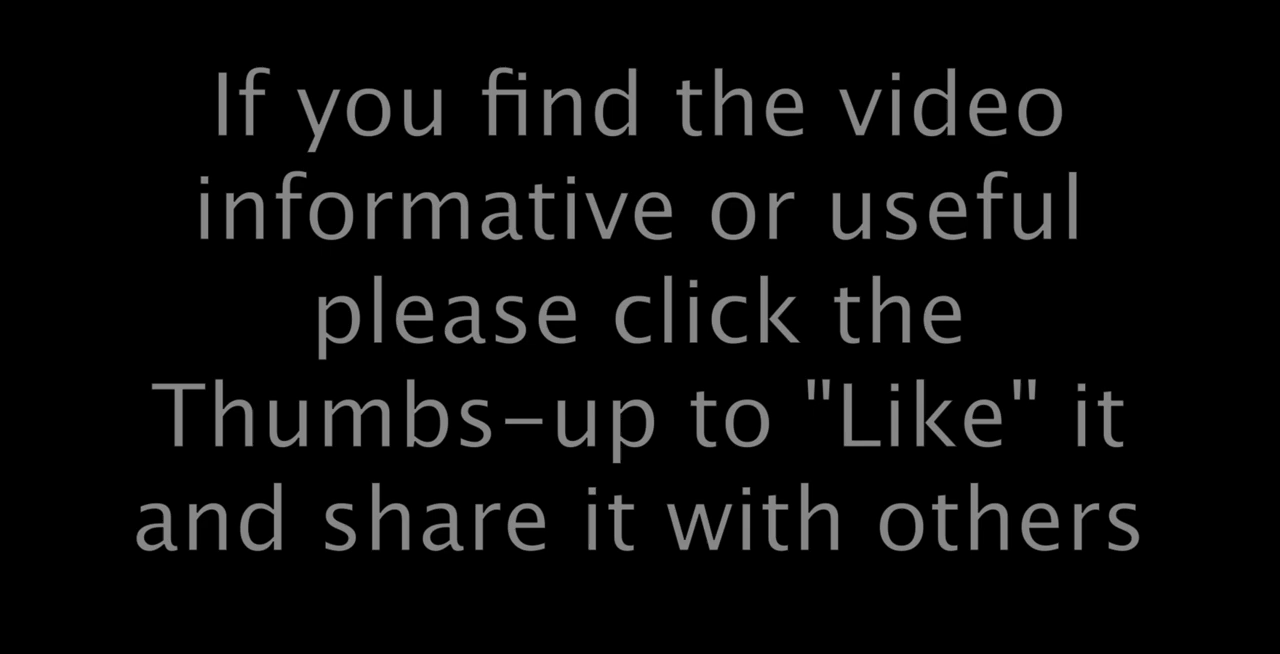 If you find the video
informative or useful
please click the
Thumbs-up to "Like" it
and share it with others